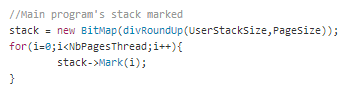 //Main program's stack marked
stack = new BitMap(divRoundUp(UserStackSize,PageSize));
for(i=0;i<NbPagesThread;i++){
stack->Mark(i);
}